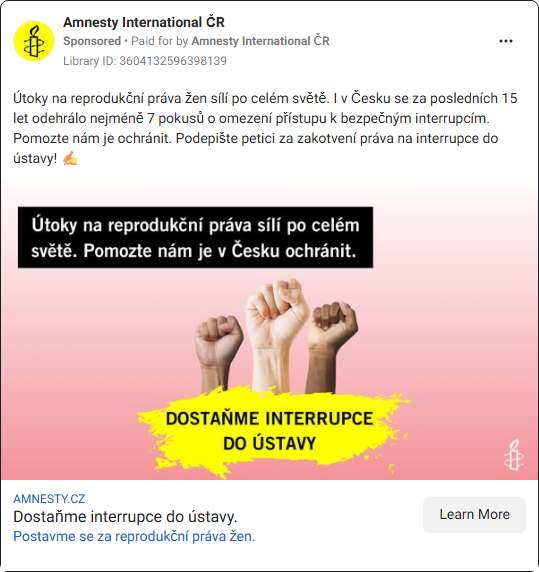 Amnesty International ČR
Sponsored • Paid for by Amnesty International ČR
Library ID: 3604132596398139
Útoky na reprodukční práva žen sílí po celém světě. I v Česku se za posledních 15
let odehrálo nejméně 7 pokusů o omezení přístupu k bezpečným interrupcím.
Pomozte nám je ochránit. Podepište petici za zakotvení práva na interrupce do
ústavy! ✍️
Útoky na reprodukční práva sílí po celém
světě. Pomozte nám je v Česku ochránit.
DOSTAŇME INTERRUPCE
DO ÚSTAVY
AMNESTY.CZ
Dostaňme interrupce do ústavy.
Postavme se za reprodukční práva žen.
Learn More